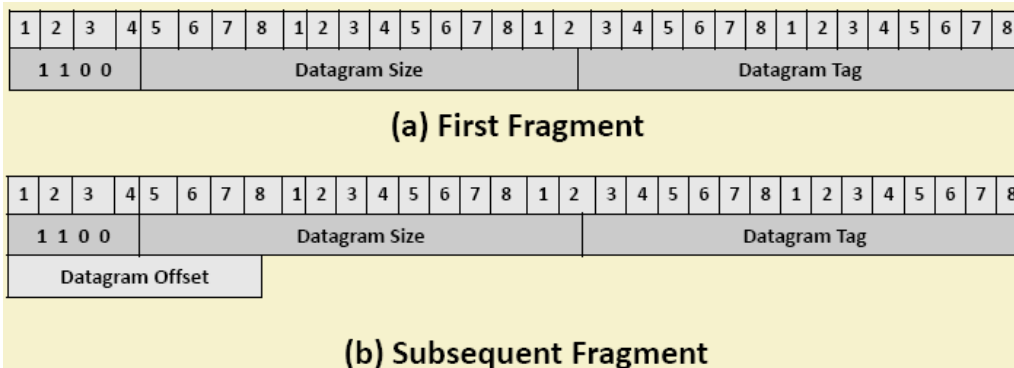 1 2 3 4 5 6 7 8 1 2 3 4 5 6 7 8 1 2 3 4 5 6 7 8 1 2 3 4 5 6 7 8
1 1 0 0 Datagram Size Datagram Tag
(a) First Fragment
1 2 3 4 5 6 7 8 1 2 3 4 5 6 7 8 1 2 3 4 5 6 7 8 1 2 3 4 5 6 7 8
1 1 0 0 Datagram Size Datagram Tag
Datagram Offset
(b) Subsequent Fragment